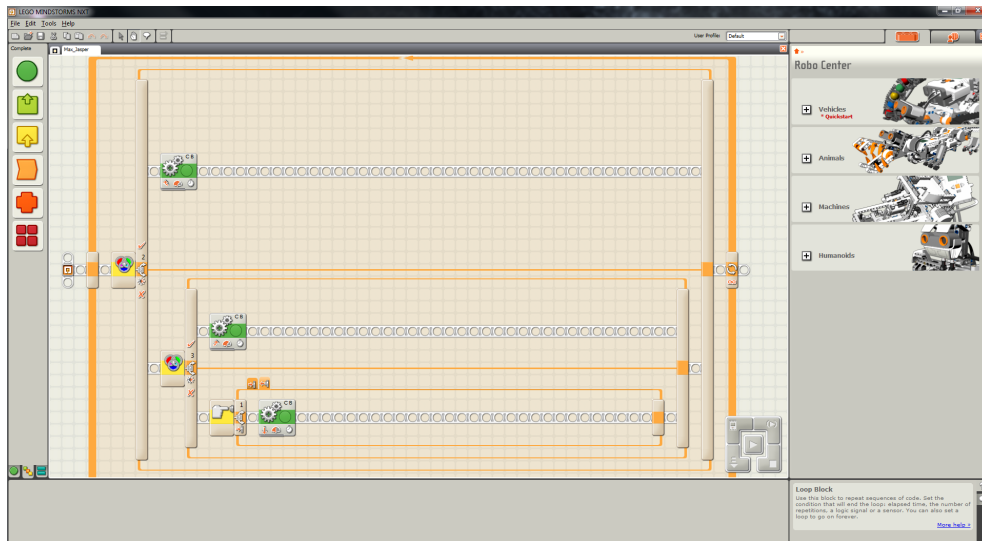 LEGO MINDSTORMS NXT
File Edit Tools Help
User Profile: Default
Complete
Max_Jasper
Robo Center
Vehicles
* Quickstart
Animals
Machines
Humanoids
C B
2
C B
3
1
C B
Loop Block
Use this block to repeat sequences of code. Set the
condition that will end the loop: elapsed time, the number of
repetitions, a logic signal or a sensor. You can also set a
loop to go on forever.
More help »